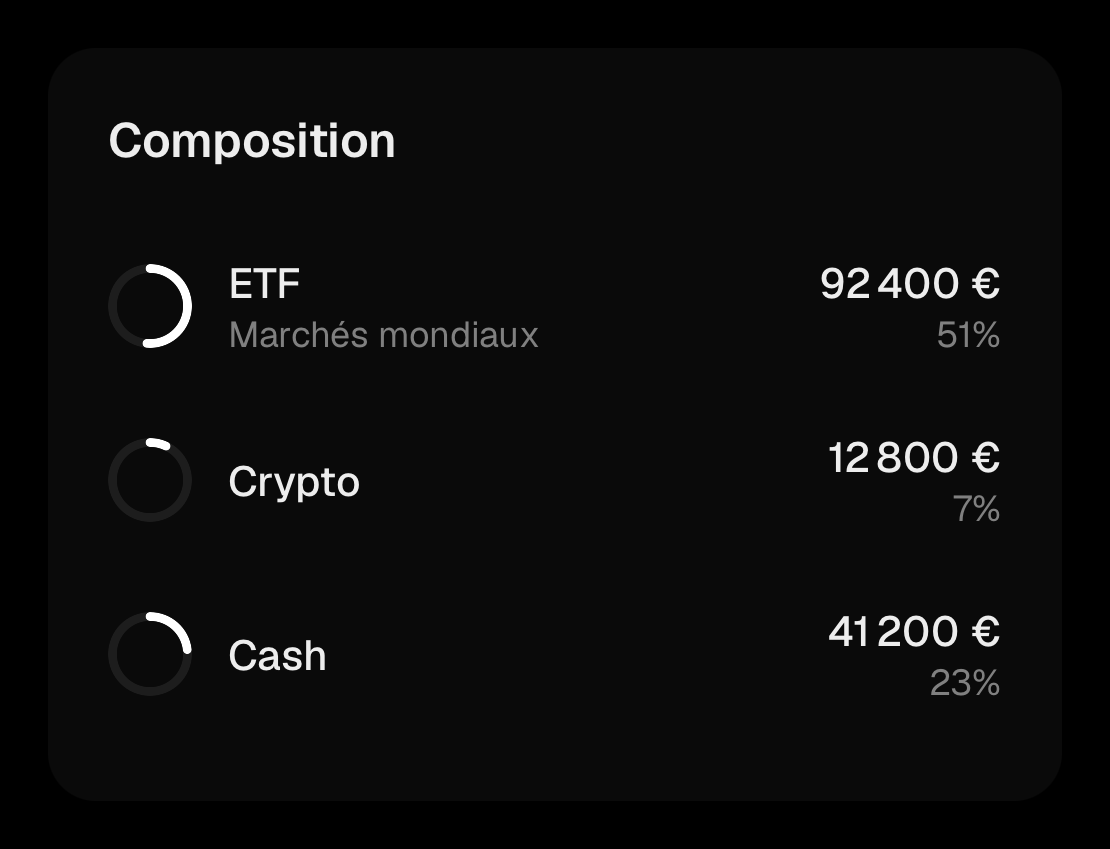 Composition
ETF
Marchés mondiaux
92 400 €
51%
Crypto
12 800 €
7%
Cash
41 200 €
23%